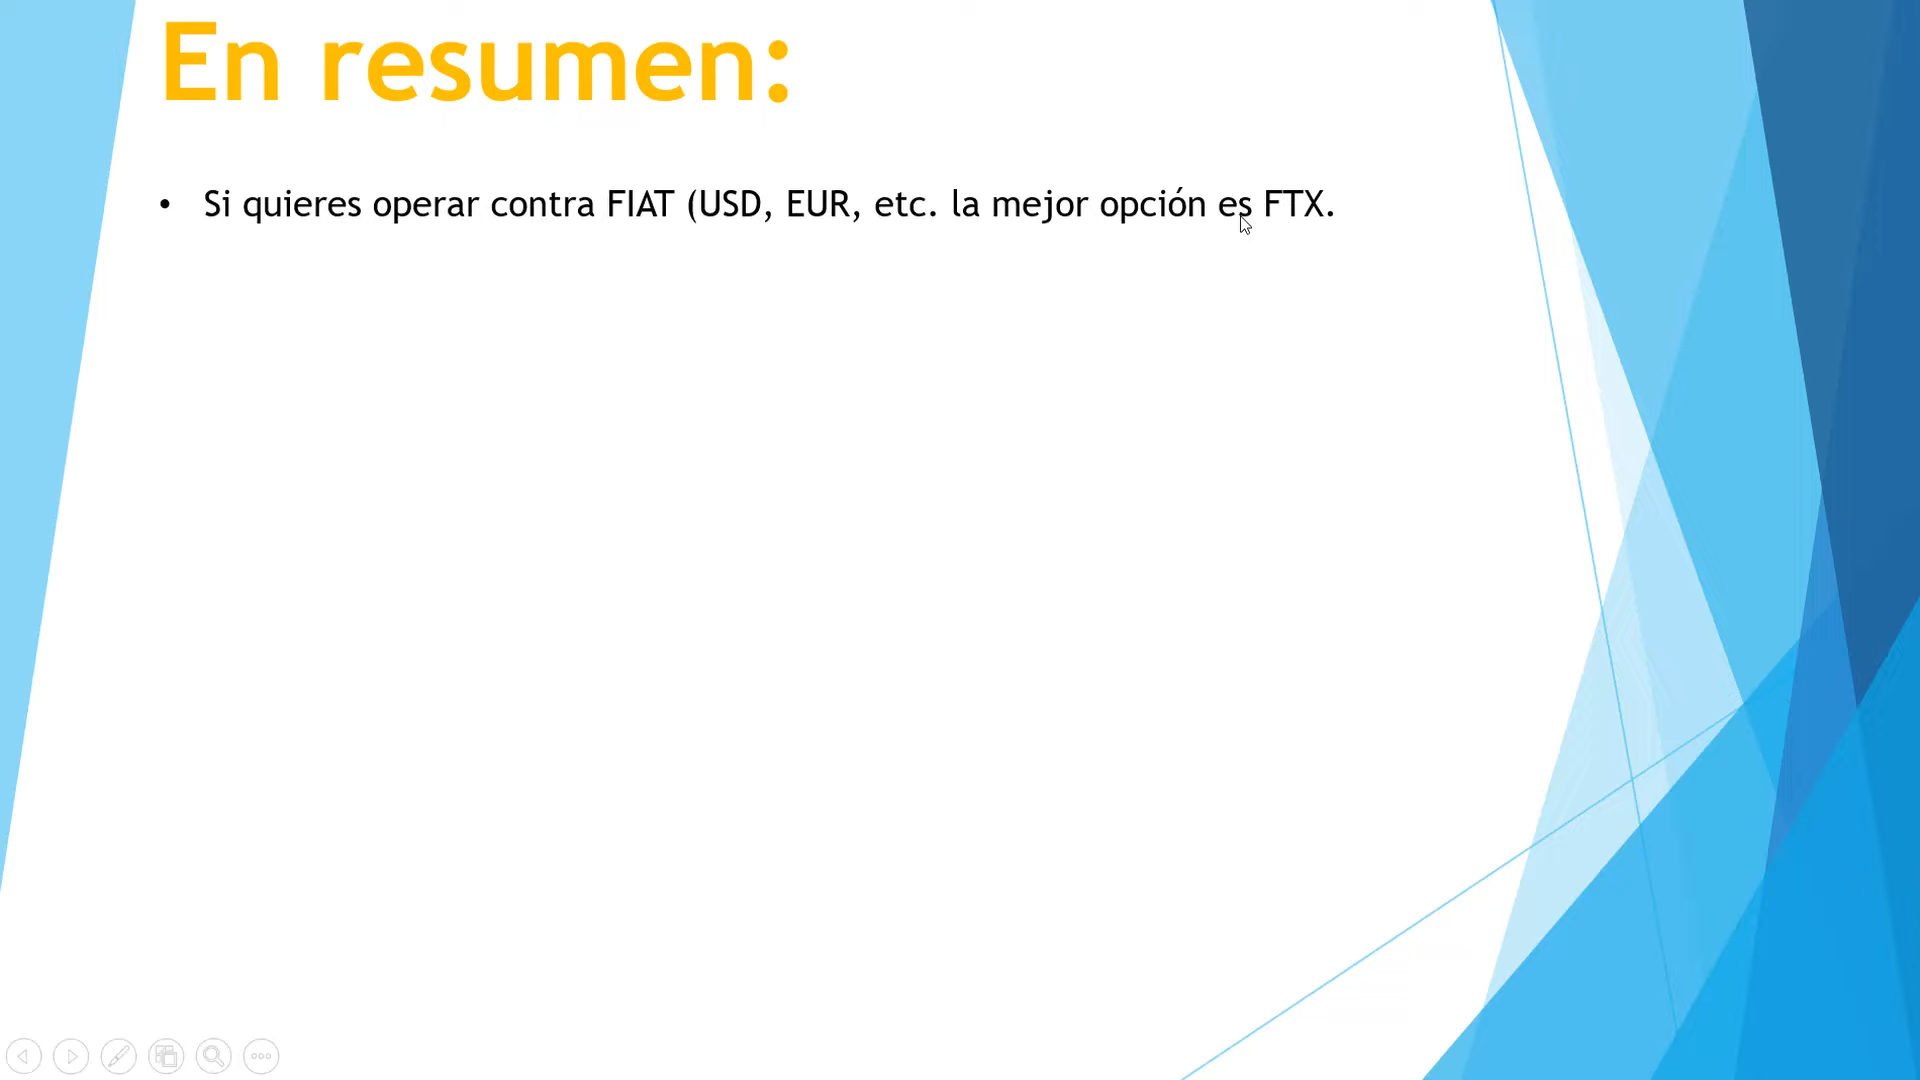 En resumen:
• Si quieres operar contra FIAT (USD, EUR, etc. la mejor opción es FTX.